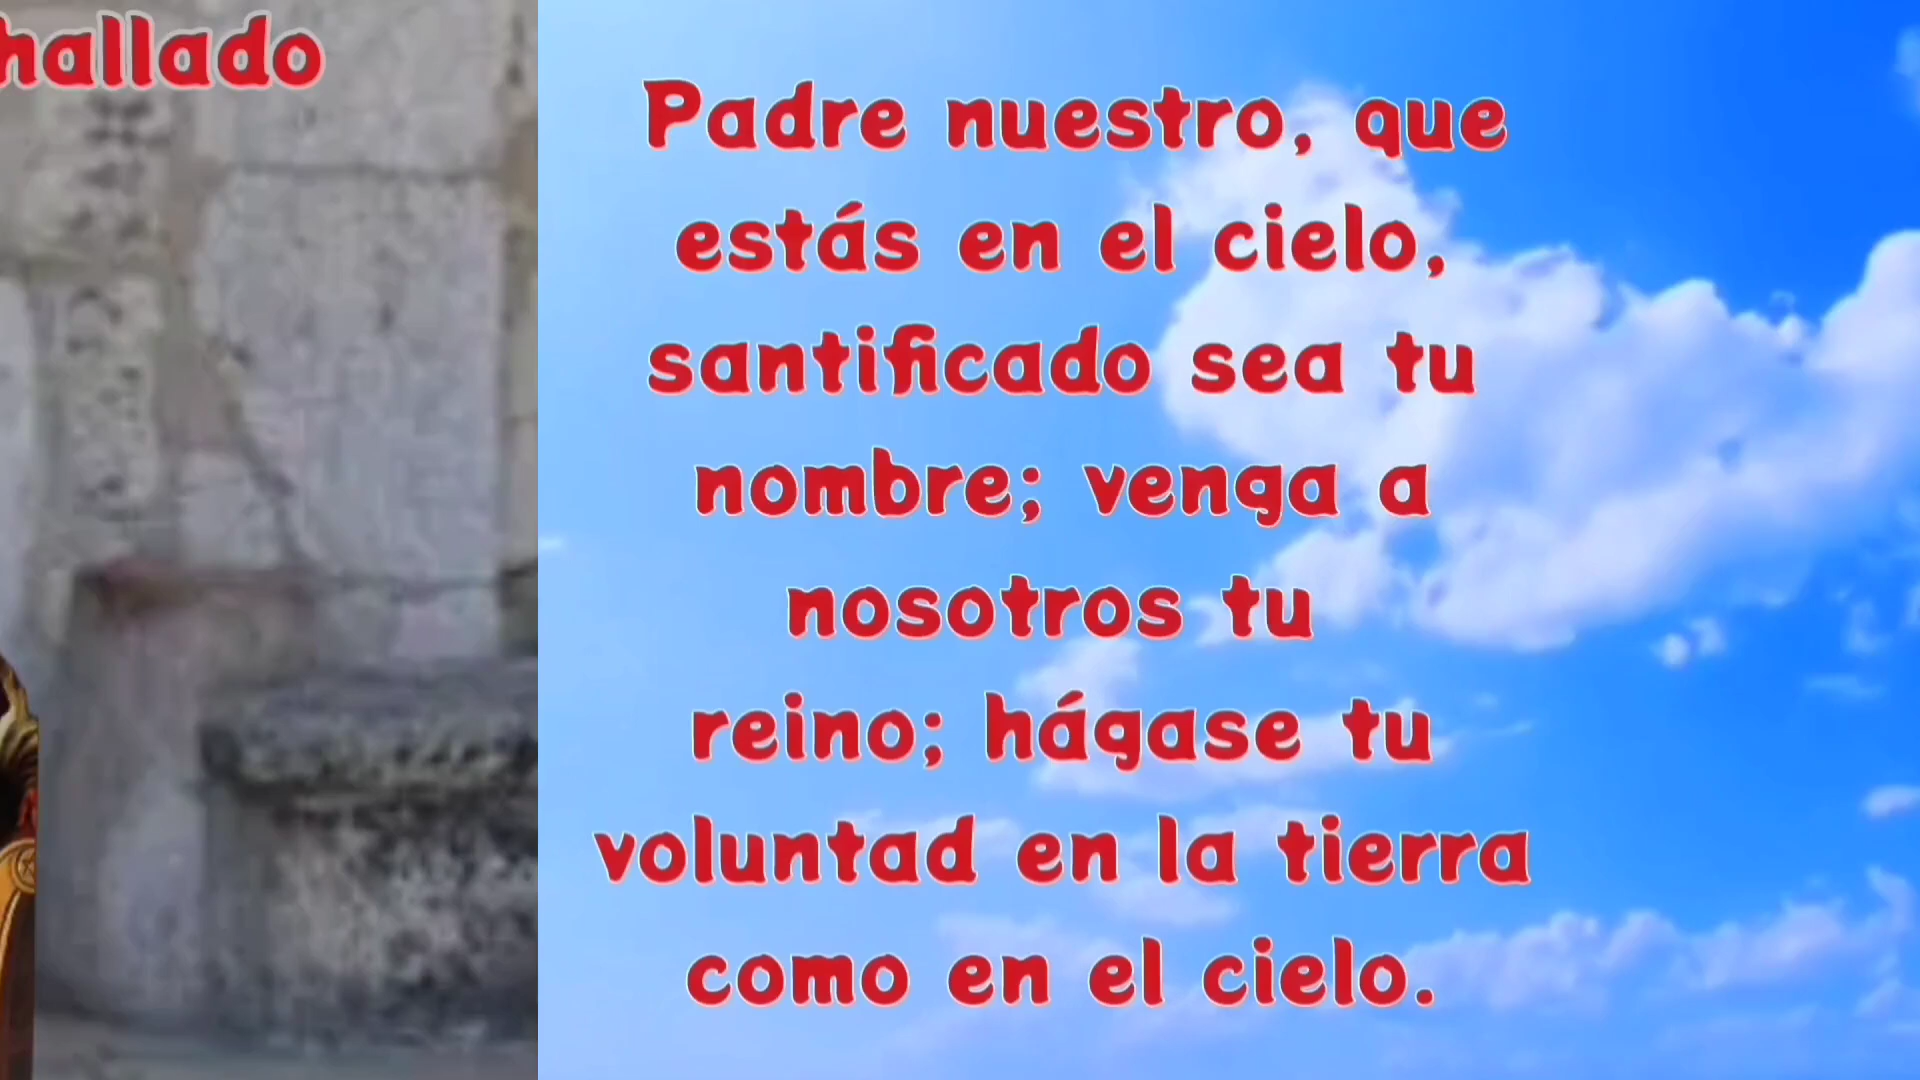 hallado
Padre nuestro, que
estás en el cielo,
santificado sea tu
nombre; venga a
nosotros tu
reino; hágase tu
voluntad en la tierra
como en el cielo.